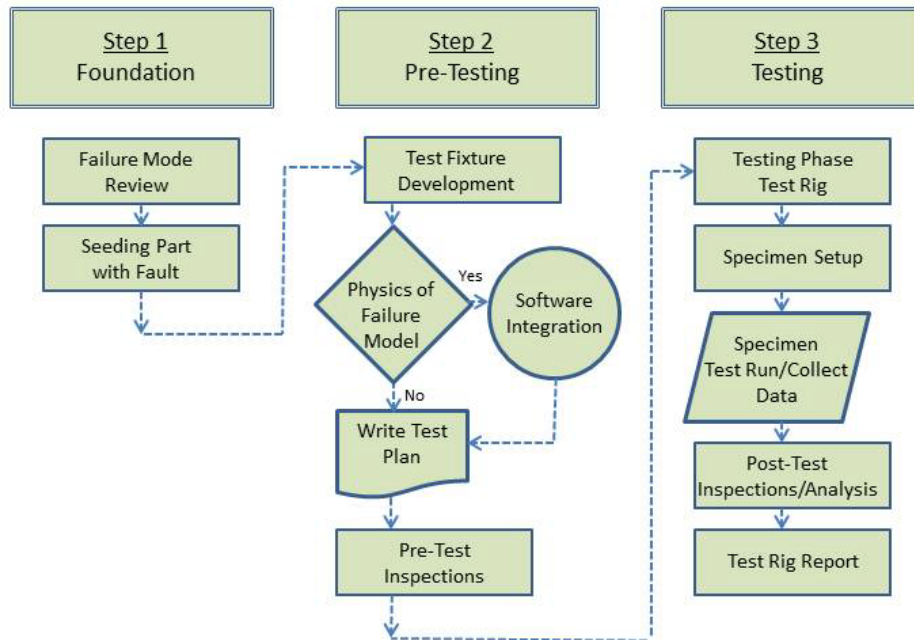 Step 1
Foundation
Step 2
Pre-Testing
Step 3
Testing
Failure Mode
Review
Seeding Part
with Fault
Test Fixture
Development
Physics of
Failure
Model
Yes
Software
Integration
No
Write Test
Plan
Pre-Test
Inspections
Testing Phase
Test Rig
Specimen Setup
Specimen
Test Run/Collect
Data
Post-Test
Inspections/Analysis
Test Rig Report